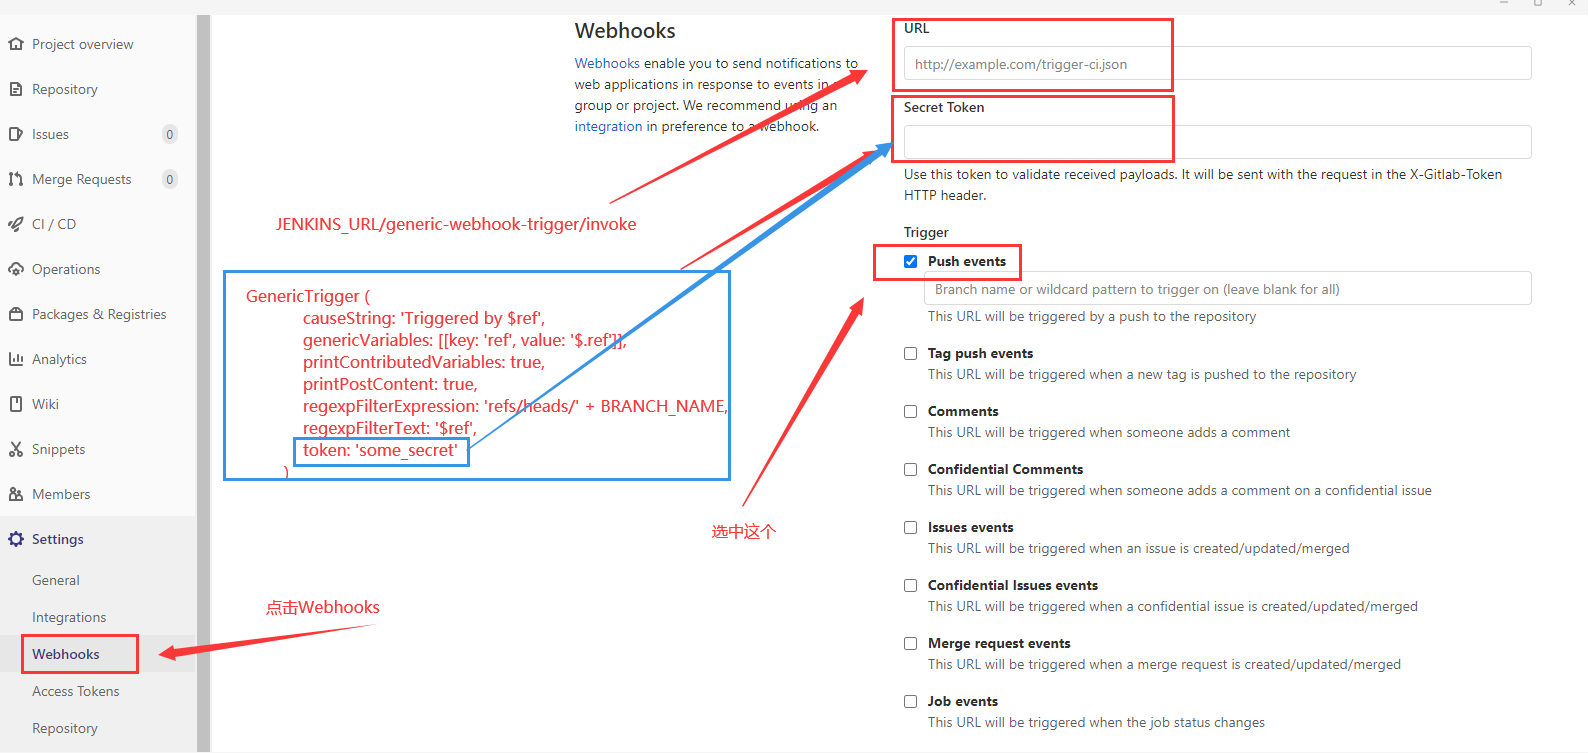 Project overview
Repository
Issues 0
Merge Requests 0
CI / CD
Operations
Packages & Registries
Analytics
Wiki
Snippets
Members
Settings
General
Integrations
Webhooks
Access Tokens
Repository
Webhooks
Webhooks enable you to send notifications to
web applications in response to events in a
group or project. We recommend using an
integration in preference to a webhook.
JENKINS_URL/generic-webhook-trigger/invoke
GenericTrigger (
causeString: 'Triggered by $ref',
genericVariables: [[key: 'ref', value: '$.ref']],
printContributedVariables: true,
printPostContent: true,
regexpFilterExpression: 'refs/heads/' + BRANCH_NAME,
regexpFilterText: '$ref',
token: 'some_secret'
)
选中这个
点击Webhooks
URL
http://example.com/trigger-ci.json
Secret Token
Use this token to validate received payloads. It will be sent with the request in the X-Gitlab-Token
HTTP header.
Trigger
Push events
Branch name or wildcard pattern to trigger on (leave blank for all)
This URL will be triggered by a push to the repository
Tag push events
This URL will be triggered when a new tag is pushed to the repository
Comments
This URL will be triggered when someone adds a comment
Confidential Comments
This URL will be triggered when someone adds a comment on a confidential issue
Issues events
This URL will be triggered when an issue is created/updated/merged
Confidential Issues events
This URL will be triggered when a confidential issue is created/updated/merged
Merge request events
This URL will be triggered when a merge request is created/updated/merged
Job events
This URL will be triggered when the job status changes